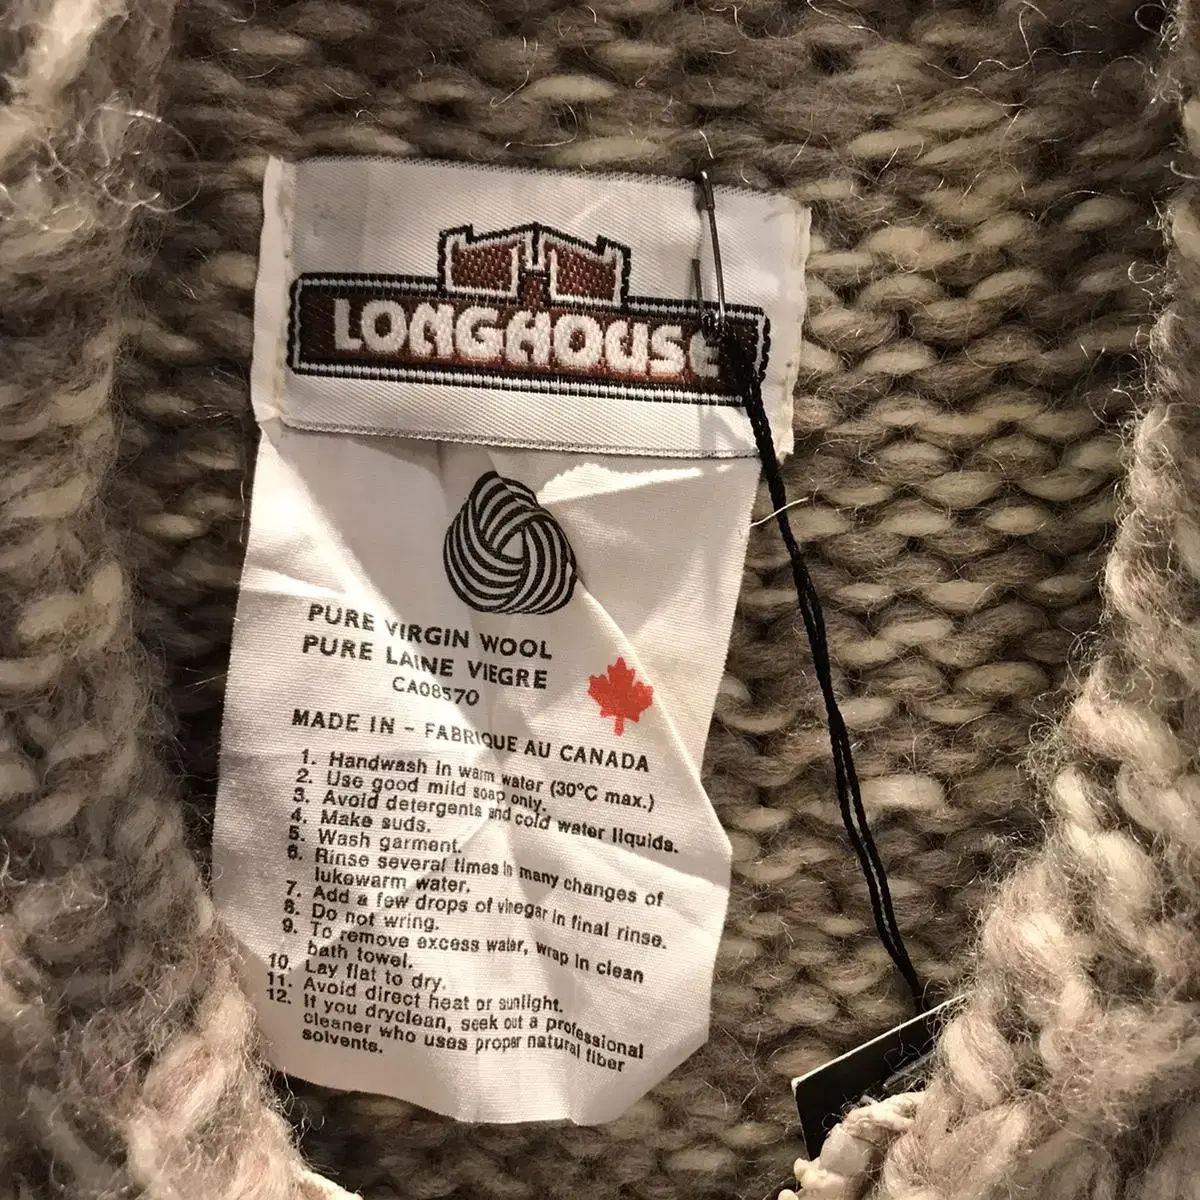 LONGHOUSE
PURE VIRGIN WOOL
PURE LAINE VIEGRE
CA08570
MADE IN - FABRIQUE AU CANADA
1. Handwash in warm water (30°C max.)
2. Use good mild soap only.
3. Avoid detergents and cold water liquids.
4. Make suds.
5. Wash garment.
6. Rinse several times in many changes of
lukewarm water.
7. Add a few drops of vinegar in final rinse.
8. Do not wring.
9. To remove excess water, wrap in clean
bath towel.
10. Lay flat to dry.
11. Avoid direct heat or sunlight.
12. If you dryclean, seek out a professional
cleaner who uses proper natural fiber
solvents.